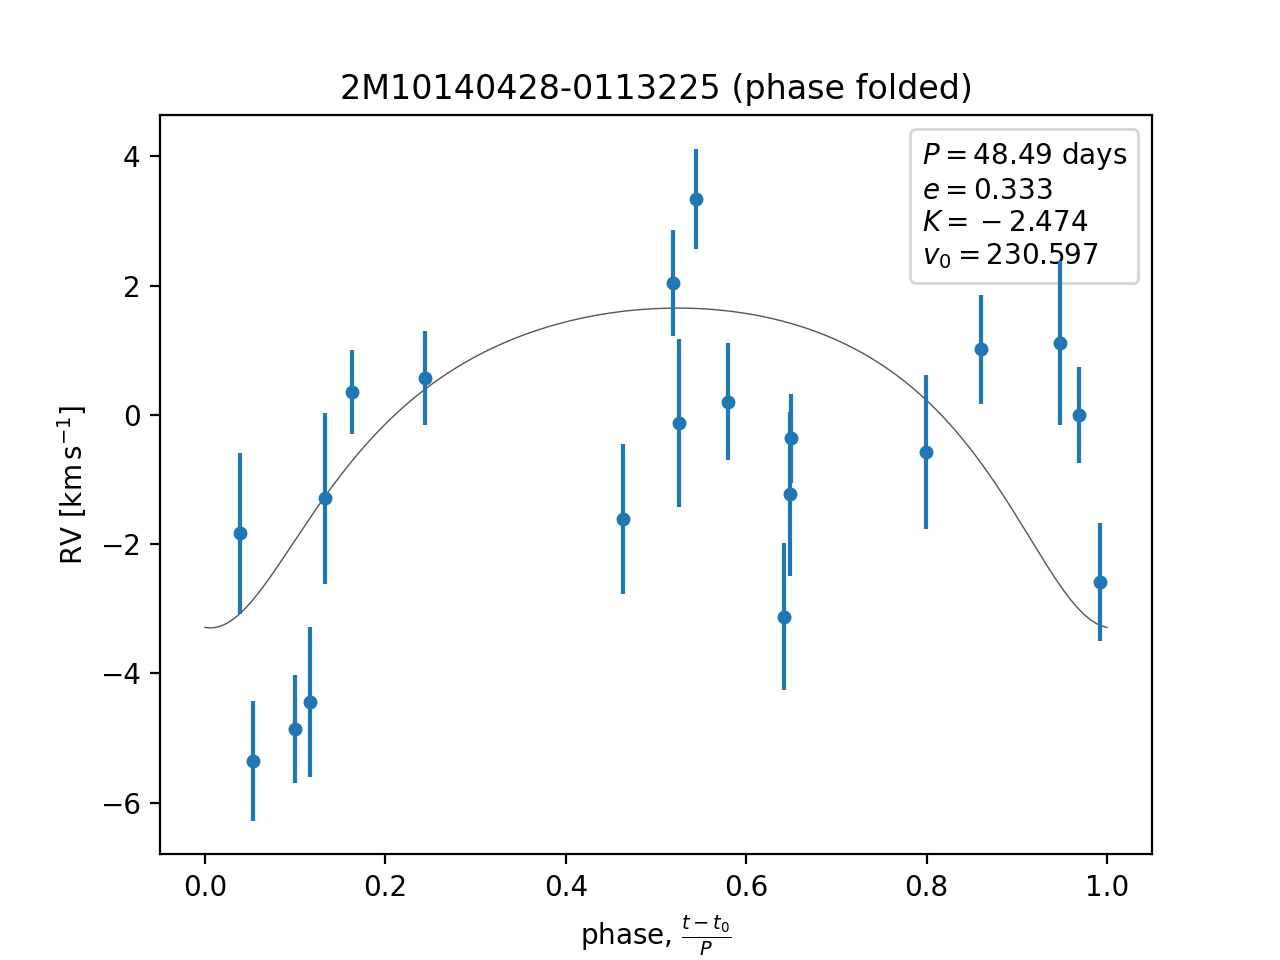 2M10140428-0113225 (phase folded)
P = 48.49 days
e = 0.333
K = −2.474
v₀ = 230.597
RV [km s⁻¹]
4
2
0
−2
−4
−6
0.0 0.2 0.4 0.6 0.8 1.0
phase, (t − t₀)/P